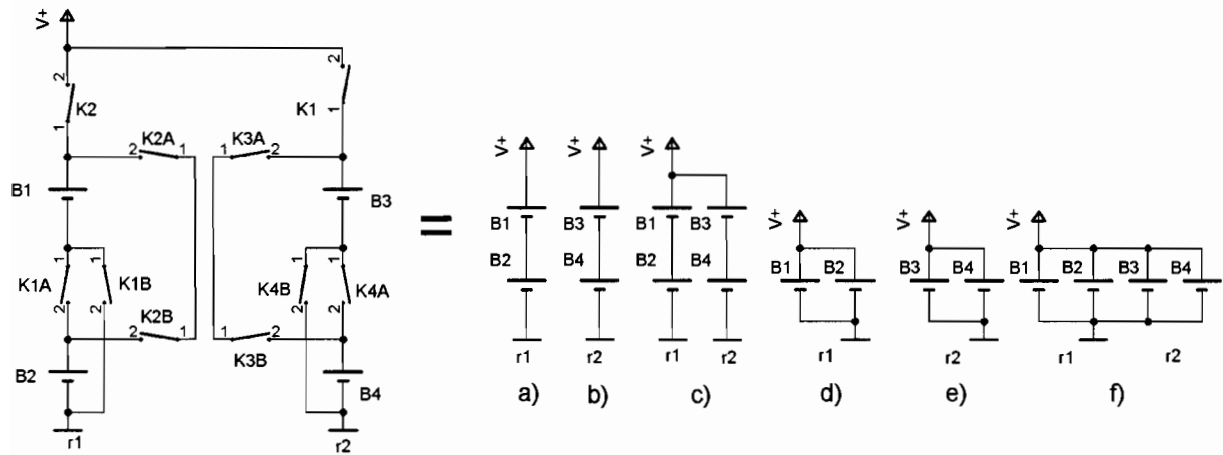 V+
2
K2
1
2
K1
1
K2A
2 1
K3A
1 2
B1
B3
1 1
K1A K1B
2 2
1 1
K4B K4A
2 2
K2B
2 1
1 2
K3B
B2
B4
r1
r2
=
V+
B1
B2
r1
a)
V+
B3
B4
r2
b)
V+
B1 B3
B2 B4
r1 r2
c)
V+
B1 B2
r1
d)
V+
B3 B4
r2
e)
V+
B1 B2 B3 B4
r1 r2
f)